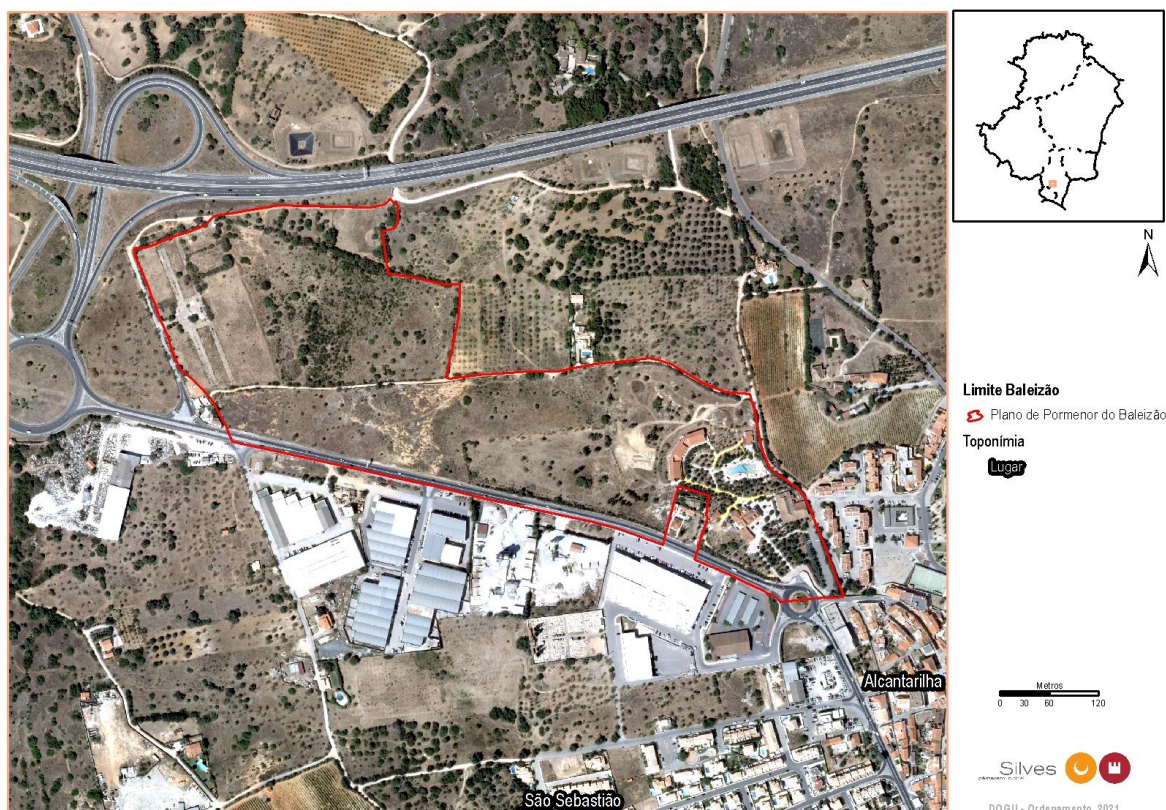 N
Limite Baleizão
Plano de Pormenor do Baleizão
Toponímia
Lugar
Metros
0 30 60 120
Alcantarilha
São Sebastião
Silves
DOGU - Ordenamento, 2021